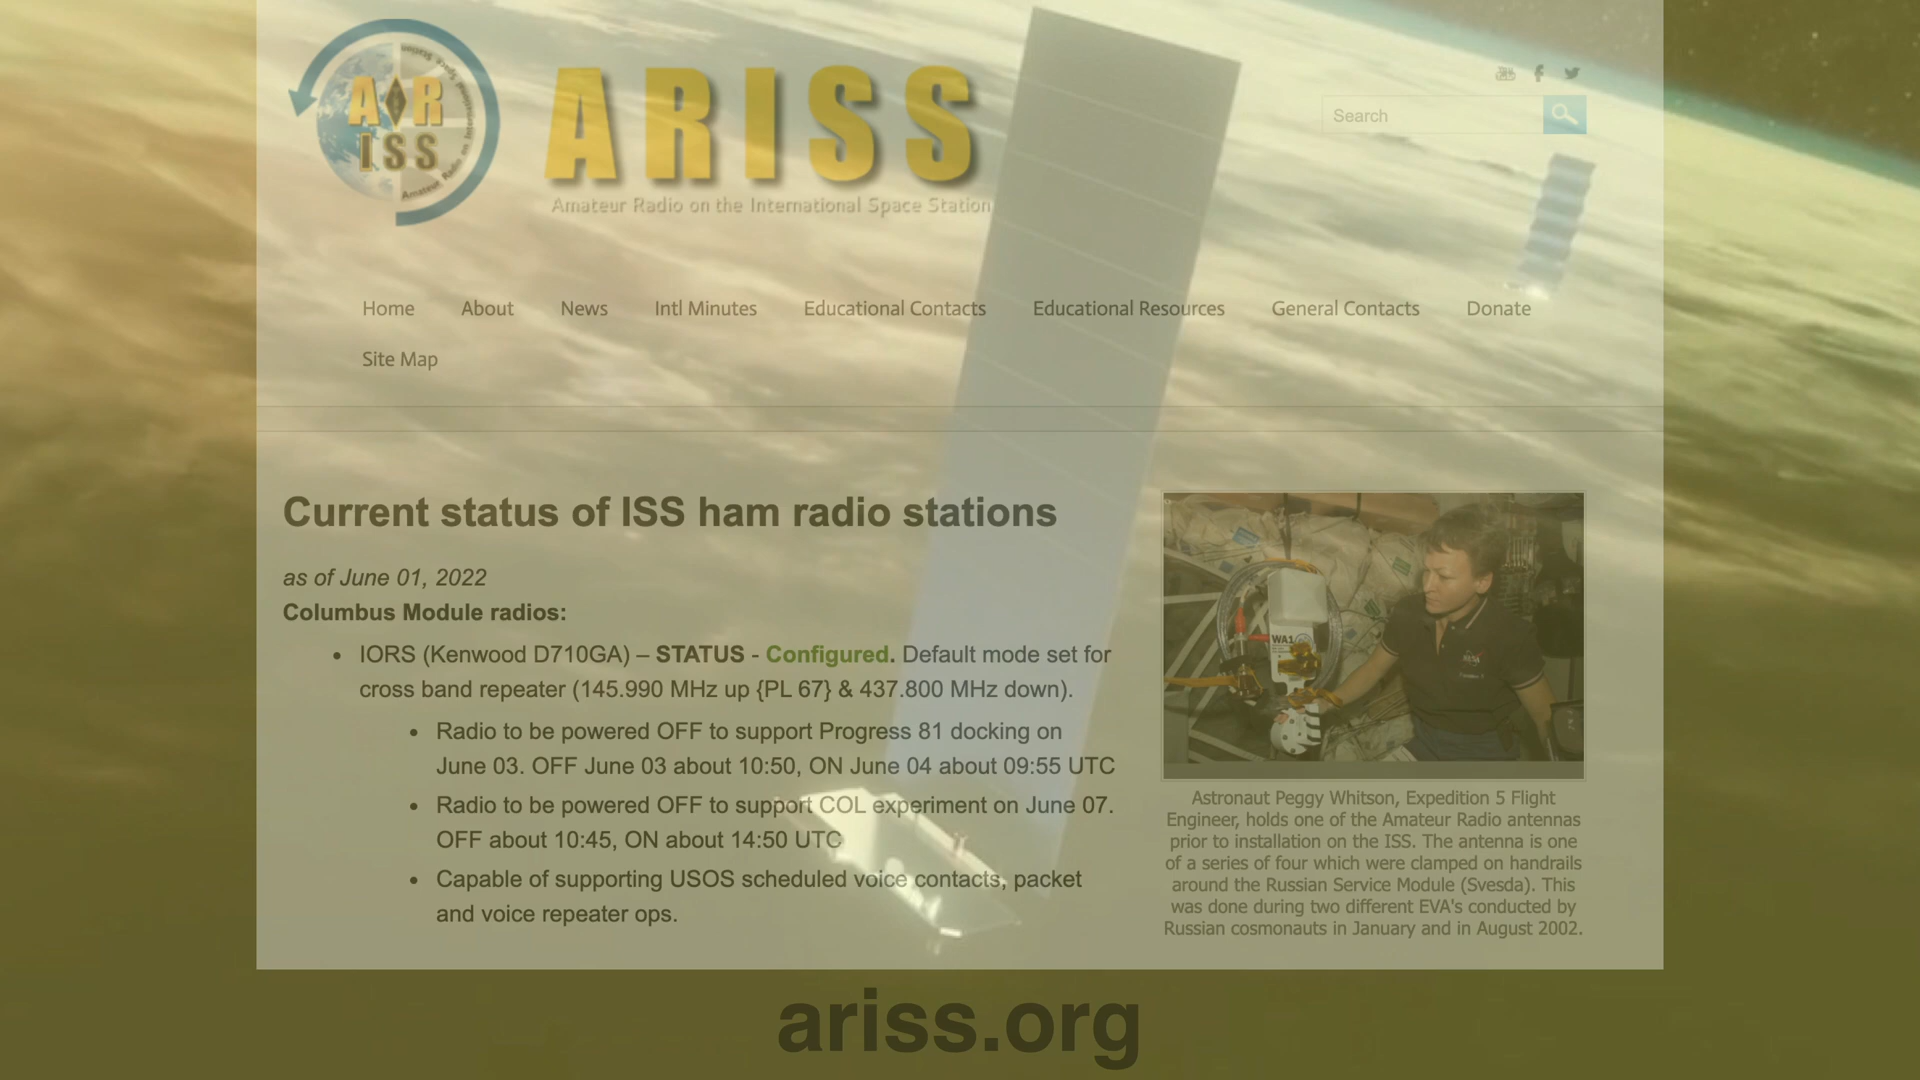 A R
ISS
Amateur Radio on International Space Station
ARISS
Amateur Radio on the International Space Station
Search
Home About News Intl Minutes Educational Contacts Educational Resources General Contacts Donate
Site Map
Current status of ISS ham radio stations
as of June 01, 2022
Columbus Module radios:
• IORS (Kenwood D710GA) – STATUS - Configured. Default mode set for
cross band repeater (145.990 MHz up {PL 67} & 437.800 MHz down).
• Radio to be powered OFF to support Progress 81 docking on
June 03. OFF June 03 about 10:50, ON June 04 about 09:55 UTC
• Radio to be powered OFF to support COL experiment on June 07.
OFF about 10:45, ON about 14:50 UTC
• Capable of supporting USOS scheduled voice contacts, packet
and voice repeater ops.
WA1
Astronaut Peggy Whitson, Expedition 5 Flight
Engineer, holds one of the Amateur Radio antennas
prior to installation on the ISS. The antenna is one
of a series of four which were clamped on handrails
around the Russian Service Module (Svesda). This
was done during two different EVA's conducted by
Russian cosmonauts in January and in August 2002.
ariss.org